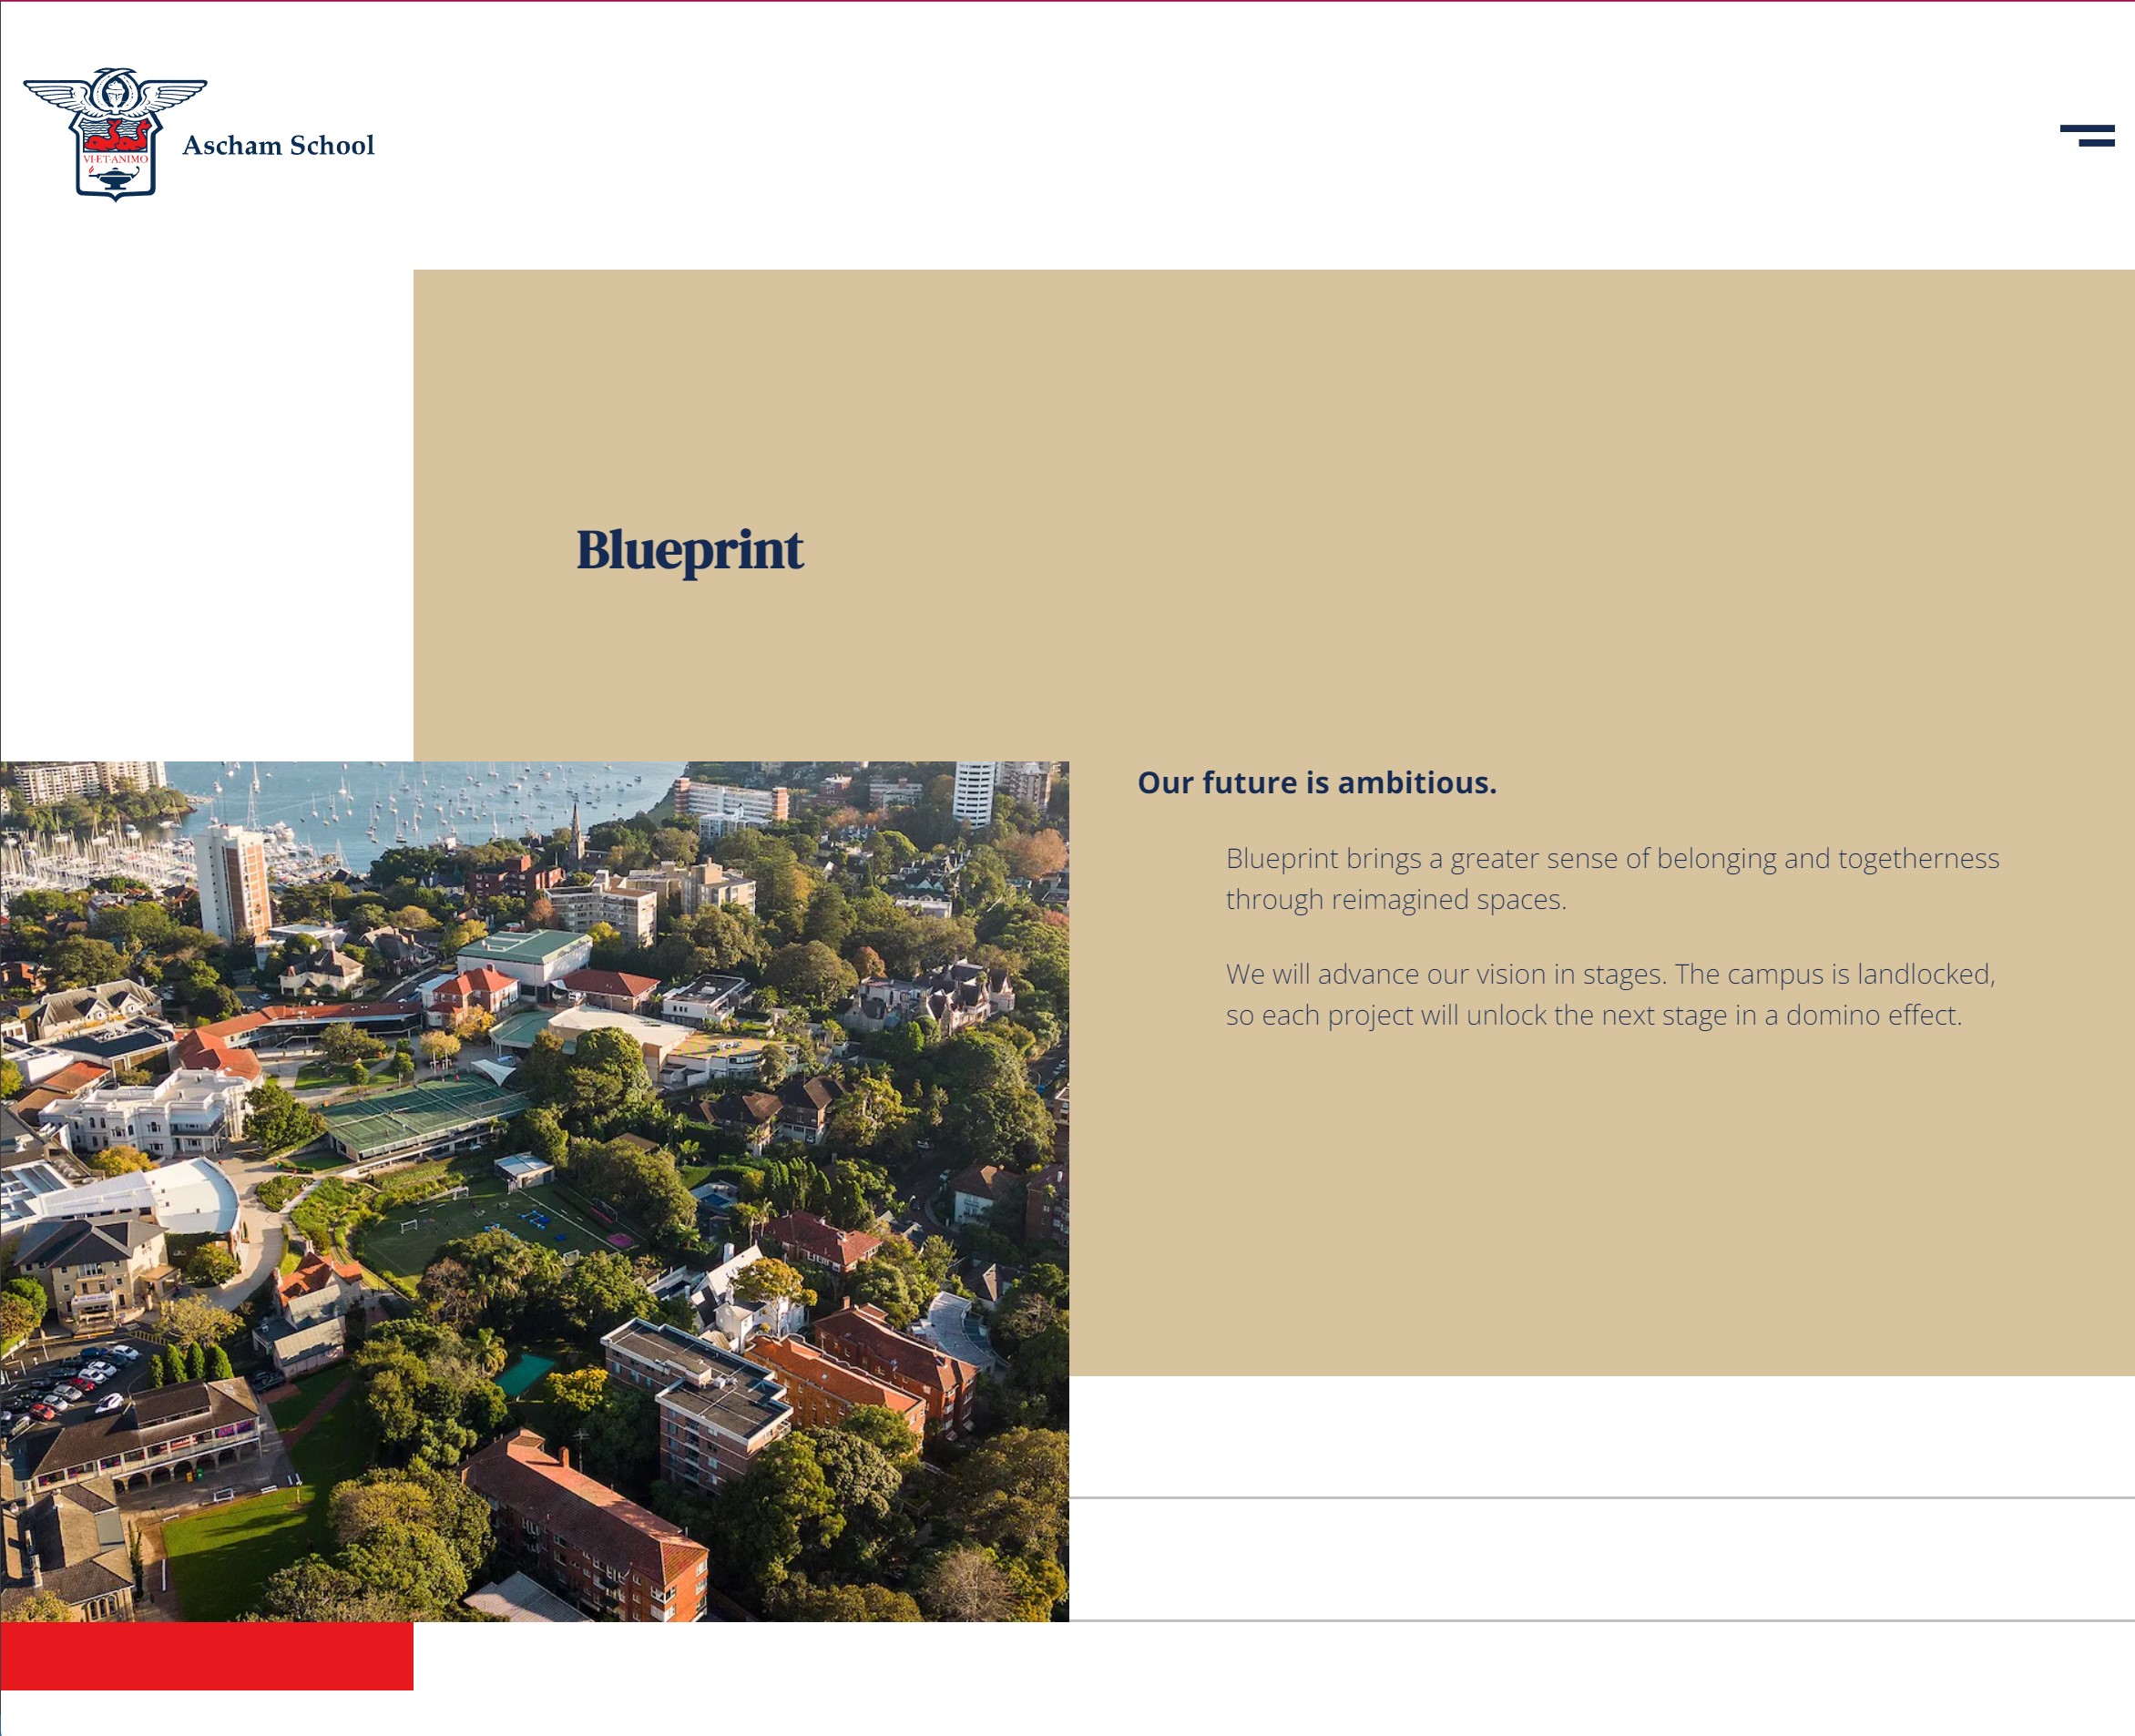 VI·ET·ANIMO
Ascham School
Blueprint
Our future is ambitious.
Blueprint brings a greater sense of belonging and togetherness
through reimagined spaces.
We will advance our vision in stages. The campus is landlocked,
so each project will unlock the next stage in a domino effect.